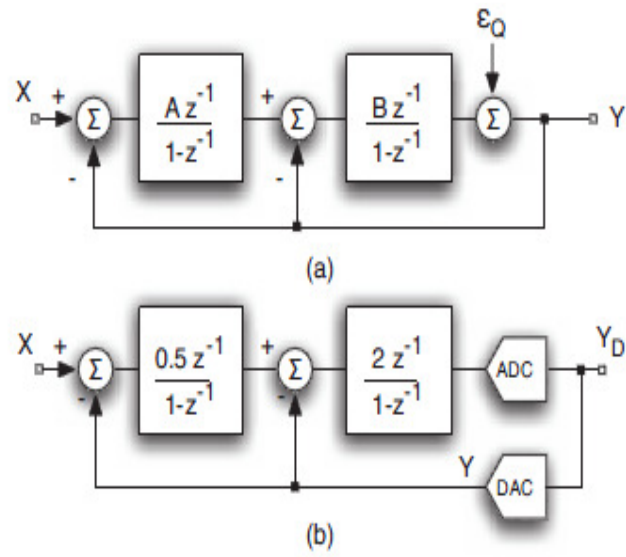 ε_Q
X + Σ A z⁻¹ / 1-z⁻¹ + Σ B z⁻¹ / 1-z⁻¹ Σ Y
- -
(a)
X + Σ 0.5 z⁻¹ / 1-z⁻¹ + Σ 2 z⁻¹ / 1-z⁻¹ ADC Y_D
- -
Y DAC
(b)